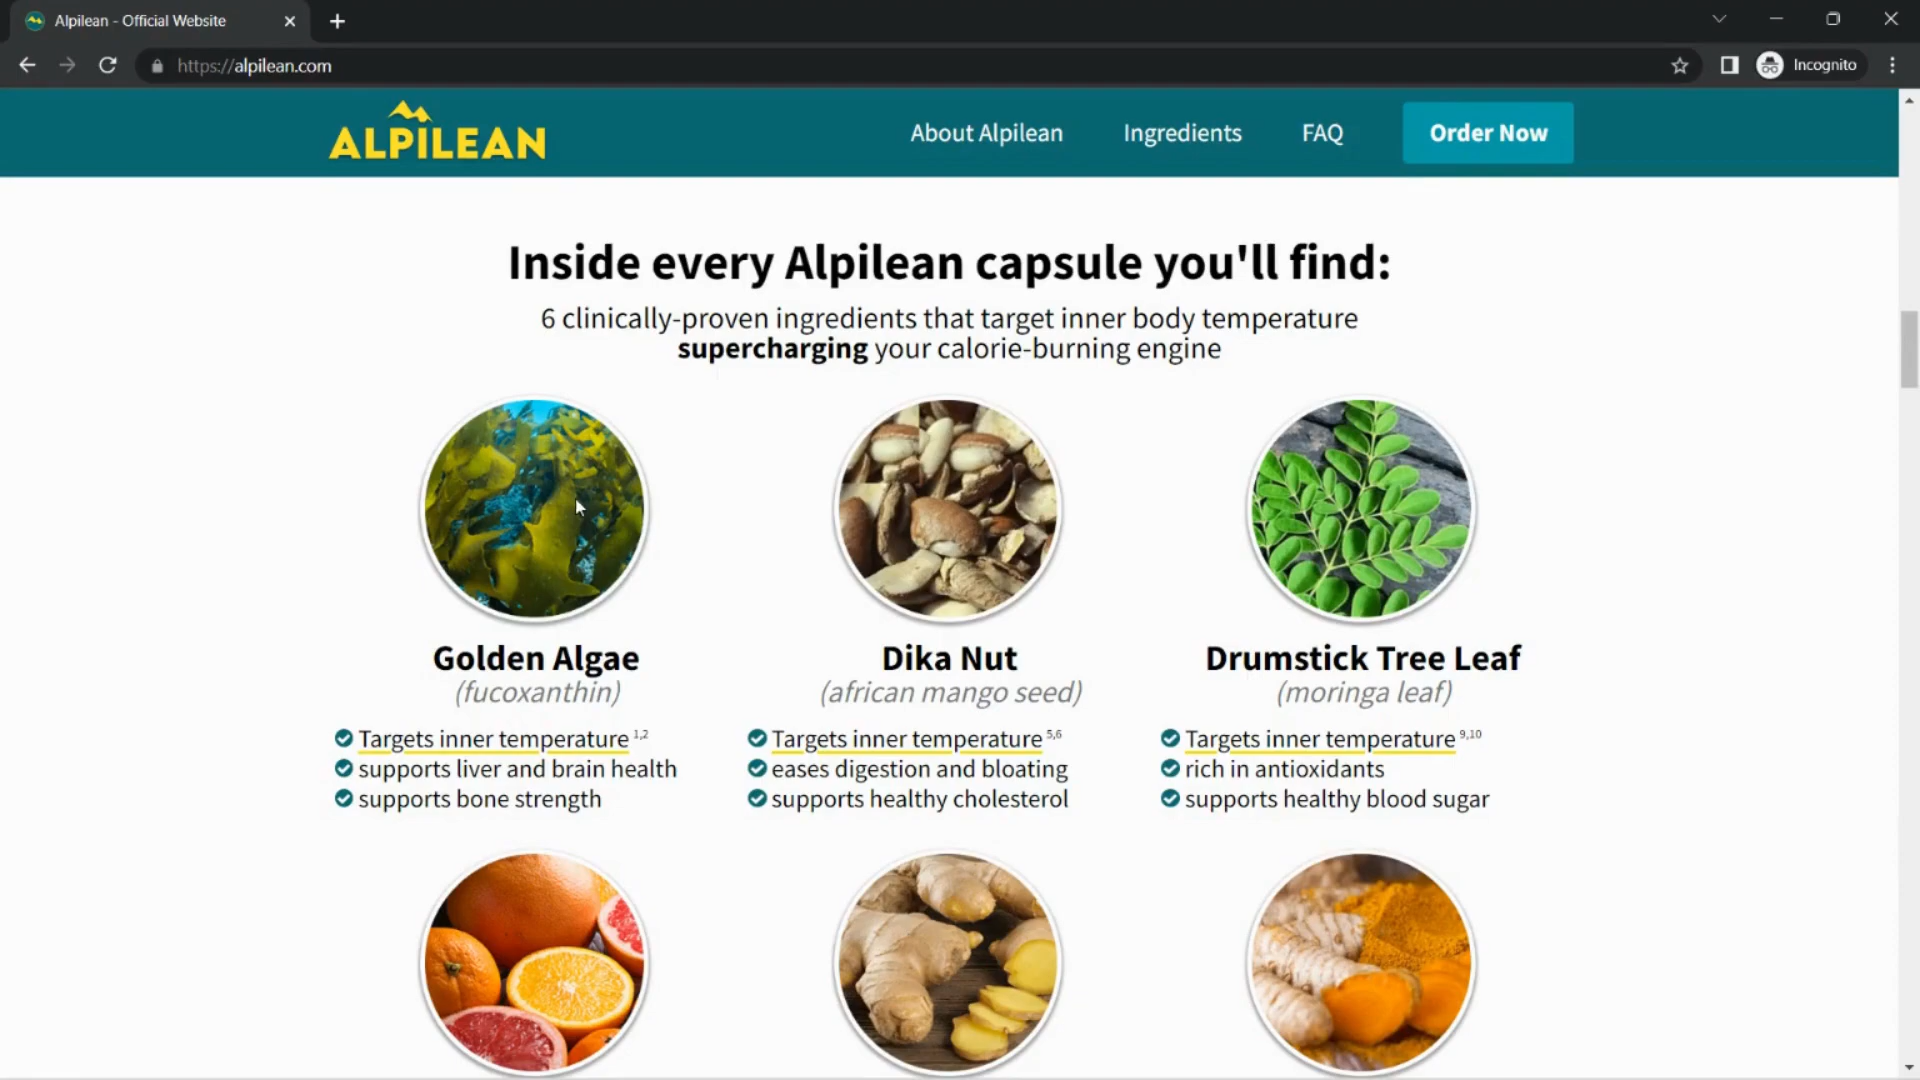 Alpilean - Official Website
https://alpilean.com
Incognito
ALPILEAN
About Alpilean
Ingredients
FAQ
Order Now
Inside every Alpilean capsule you'll find:
6 clinically-proven ingredients that target inner body temperature
supercharging your calorie-burning engine
Golden Algae
(fucoxanthin)
Targets inner temperature 1,2
supports liver and brain health
supports bone strength
Dika Nut
(african mango seed)
Targets inner temperature 5,6
eases digestion and bloating
supports healthy cholesterol
Drumstick Tree Leaf
(moringa leaf)
Targets inner temperature 9,10
rich in antioxidants
supports healthy blood sugar